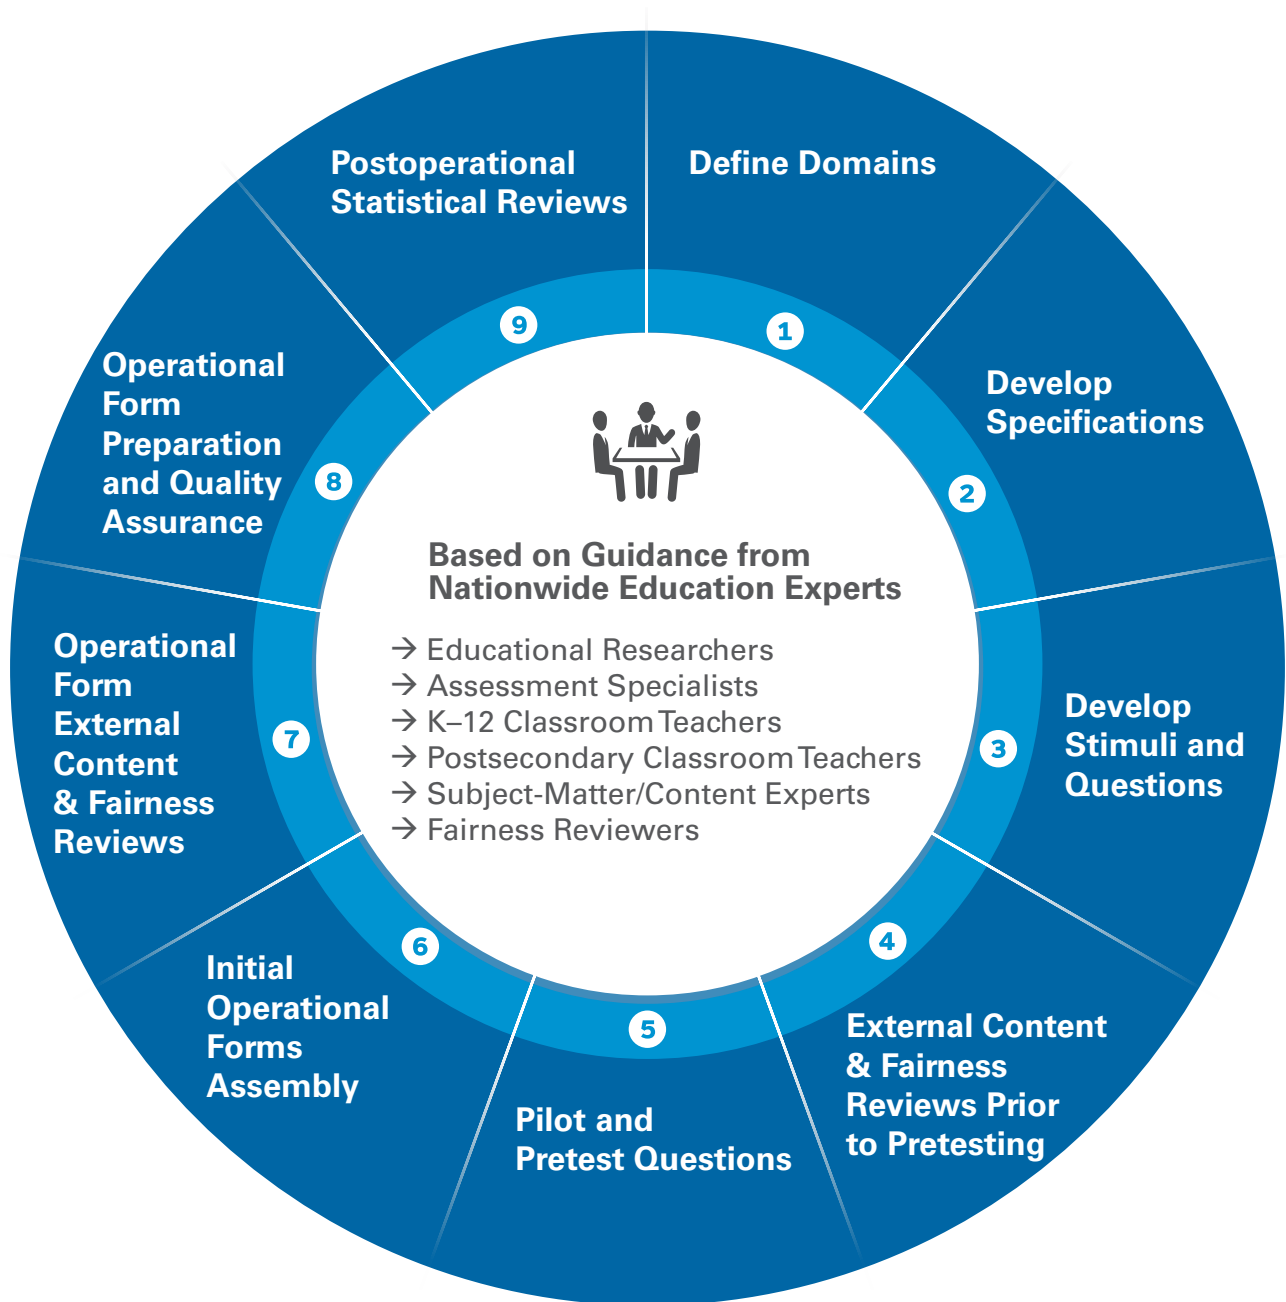 Define Domains
1
Develop
Specifications
2
Develop
Stimuli and
Questions
3
External Content
& Fairness
Reviews Prior
to Pretesting
4
Pilot and
Pretest Questions
5
Initial
Operational
Forms
Assembly
6
Operational
Form
External
Content
& Fairness
Reviews
7
Operational
Form
Preparation
and Quality
Assurance
8
Postoperational
Statistical Reviews
9
Based on Guidance from
Nationwide Education Experts
→ Educational Researchers
→ Assessment Specialists
→ K–12 Classroom Teachers
→ Postsecondary Classroom Teachers
→ Subject-Matter/Content Experts
→ Fairness Reviewers